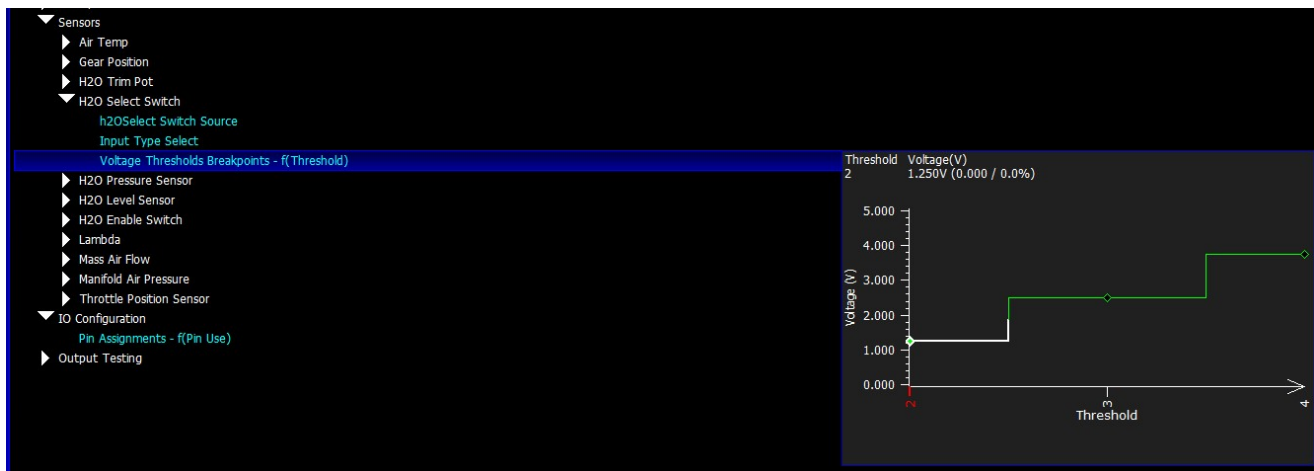 Sensors
Air Temp
Gear Position
H2O Trim Pot
H2O Select Switch
h2OSelect Switch Source
Input Type Select
Voltage Thresholds Breakpoints - f(Threshold)
H2O Pressure Sensor
H2O Level Sensor
H2O Enable Switch
Lambda
Mass Air Flow
Manifold Air Pressure
Throttle Position Sensor
IO Configuration
Pin Assignments - f(Pin Use)
Output Testing
Threshold Voltage(V)
2 1.250V (0.000 / 0.0%)
5.000
4.000
3.000
2.000
1.000
0.000
Voltage (V)
2 3 4
Threshold